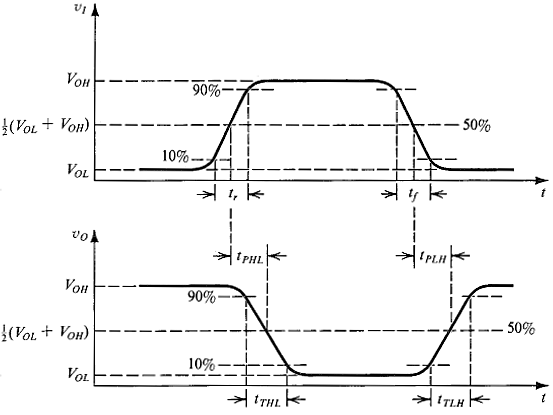 v_I
V_OH
90%
½(V_OL + V_OH)
50%
10%
V_OL
t_r
t_f
t
v_O
t_PHL
t_PLH
V_OH
90%
½(V_OL + V_OH)
50%
10%
V_OL
t_THL
t_TLH
t